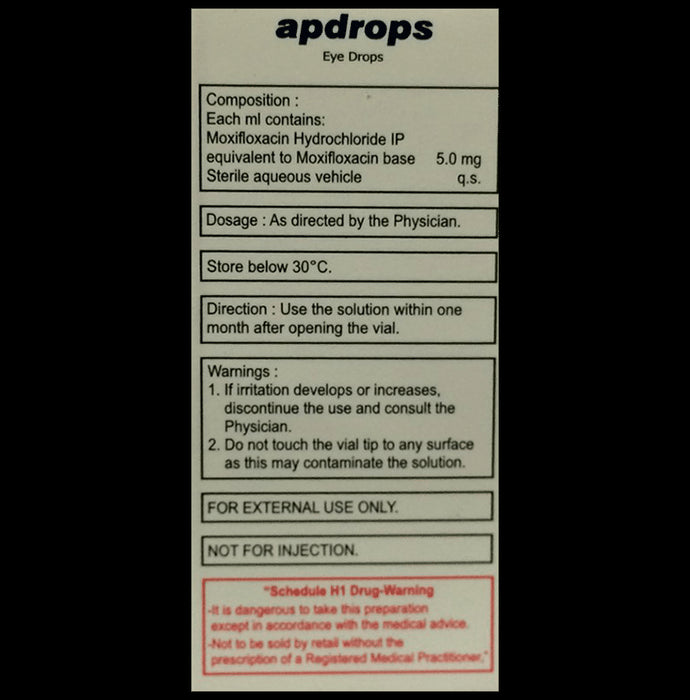 apdrops
Eye Drops
Composition :
Each ml contains:
Moxifloxacin Hydrochloride IP
equivalent to Moxifloxacin base 5.0 mg
Sterile aqueous vehicle q.s.
Dosage : As directed by the Physician.
Store below 30°C.
Direction : Use the solution within one
month after opening the vial.
Warnings :
1. If irritation develops or increases,
discontinue the use and consult the
Physician.
2. Do not touch the vial tip to any surface
as this may contaminate the solution.
FOR EXTERNAL USE ONLY.
NOT FOR INJECTION.
"Schedule H1 Drug-Warning
-It is dangerous to take this preparation
except in accordance with the medical advice.
-Not to be sold by retail without the
prescription of a Registered Medical Practitioner."